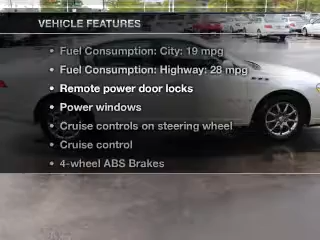 VEHICLE FEATURES
• Fuel Consumption: City: 19 mpg
• Fuel Consumption: Highway: 28 mpg
• Remote power door locks
• Power windows
• Cruise controls on steering wheel
• Cruise control
• 4-wheel ABS Brakes